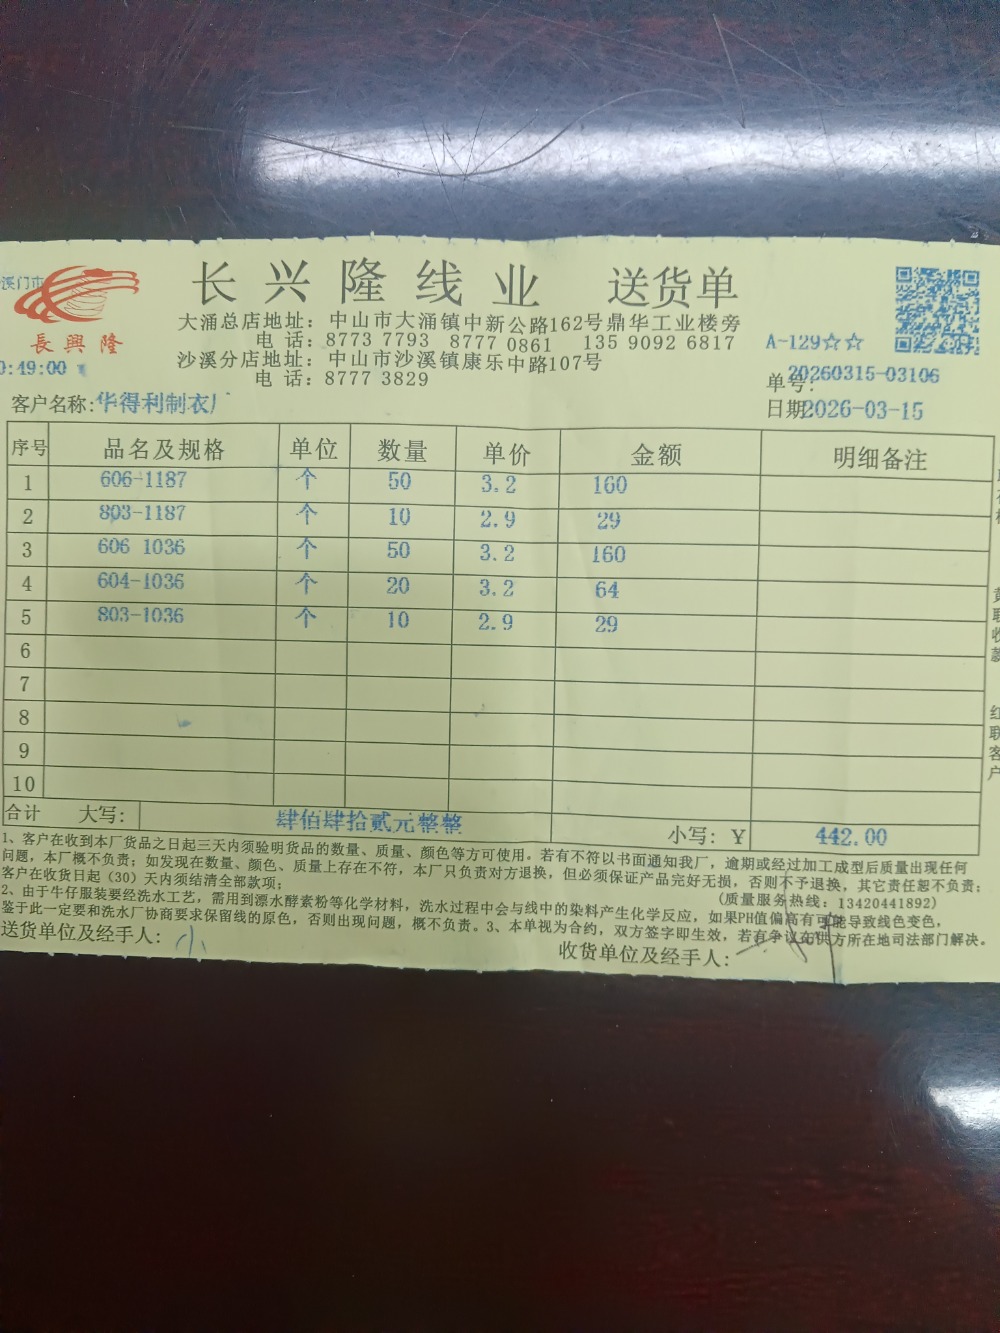 溪门市
長興隆
长兴隆线业 送货单
大涌总店地址：中山市大涌镇中新公路162号鼎华工业楼旁
电 话：8773 7793 8777 0861 135 9092 6817
沙溪分店地址：中山市沙溪镇康乐中路107号
电 话：8777 3829
A-129☆☆
:49:00
单号：20260315-03106
客户名称：华得利制衣厂
日期 2026-03-15
序号 品名及规格 单位 数量 单价 金额 明细备注
1 606-1187 个 50 3.2 160
2 803-1187 个 10 2.9 29
3 606 1036 个 50 3.2 160
4 604-1036 个 20 3.2 64
5 803-1036 个 10 2.9 29
6
7
8
9
10
合计 大写： 肆佰肆拾贰元整整 小写：￥ 442.00
1、客户在收到本厂货品之日起三天内须验明货品的数量、质量、颜色等方可使用。若有不符以书面通知我厂，逾期或经过加工成型后质量出现任何
问题，本厂概不负责；如发现在数量、颜色、质量上存在不符，本厂只负责对方退换，但必须保证产品完好无损，否则不予退换，其它责任恕不负责；
客户在收货日起（30）天内须结清全部款项； (质量服务热线：13420441892)
2、由于牛仔服装要经洗水工艺，需用到漂水酵素粉等化学材料，洗水过程中会与线中的染料产生化学反应，如果PH值偏高有可能导致线变色，
鉴于此一定要和洗水厂协商要求保留线的原色，否则出现问题，概不负责。3、本单视为合约，双方签字即生效，若有争议在供方所在地司法部门解决。
送货单位及经手人：小
收货单位及经手人：
黄联收款
红联客户